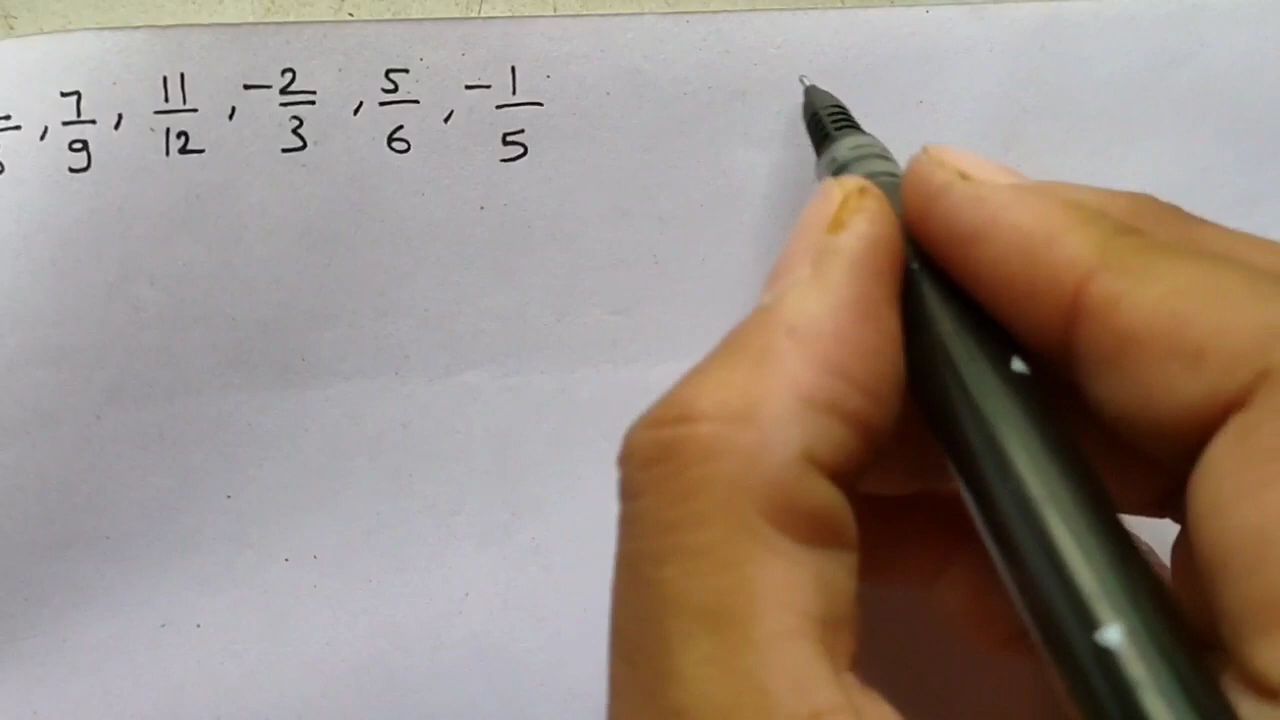 , 7/9, 11/12, -2/3, 5/6, -1/5